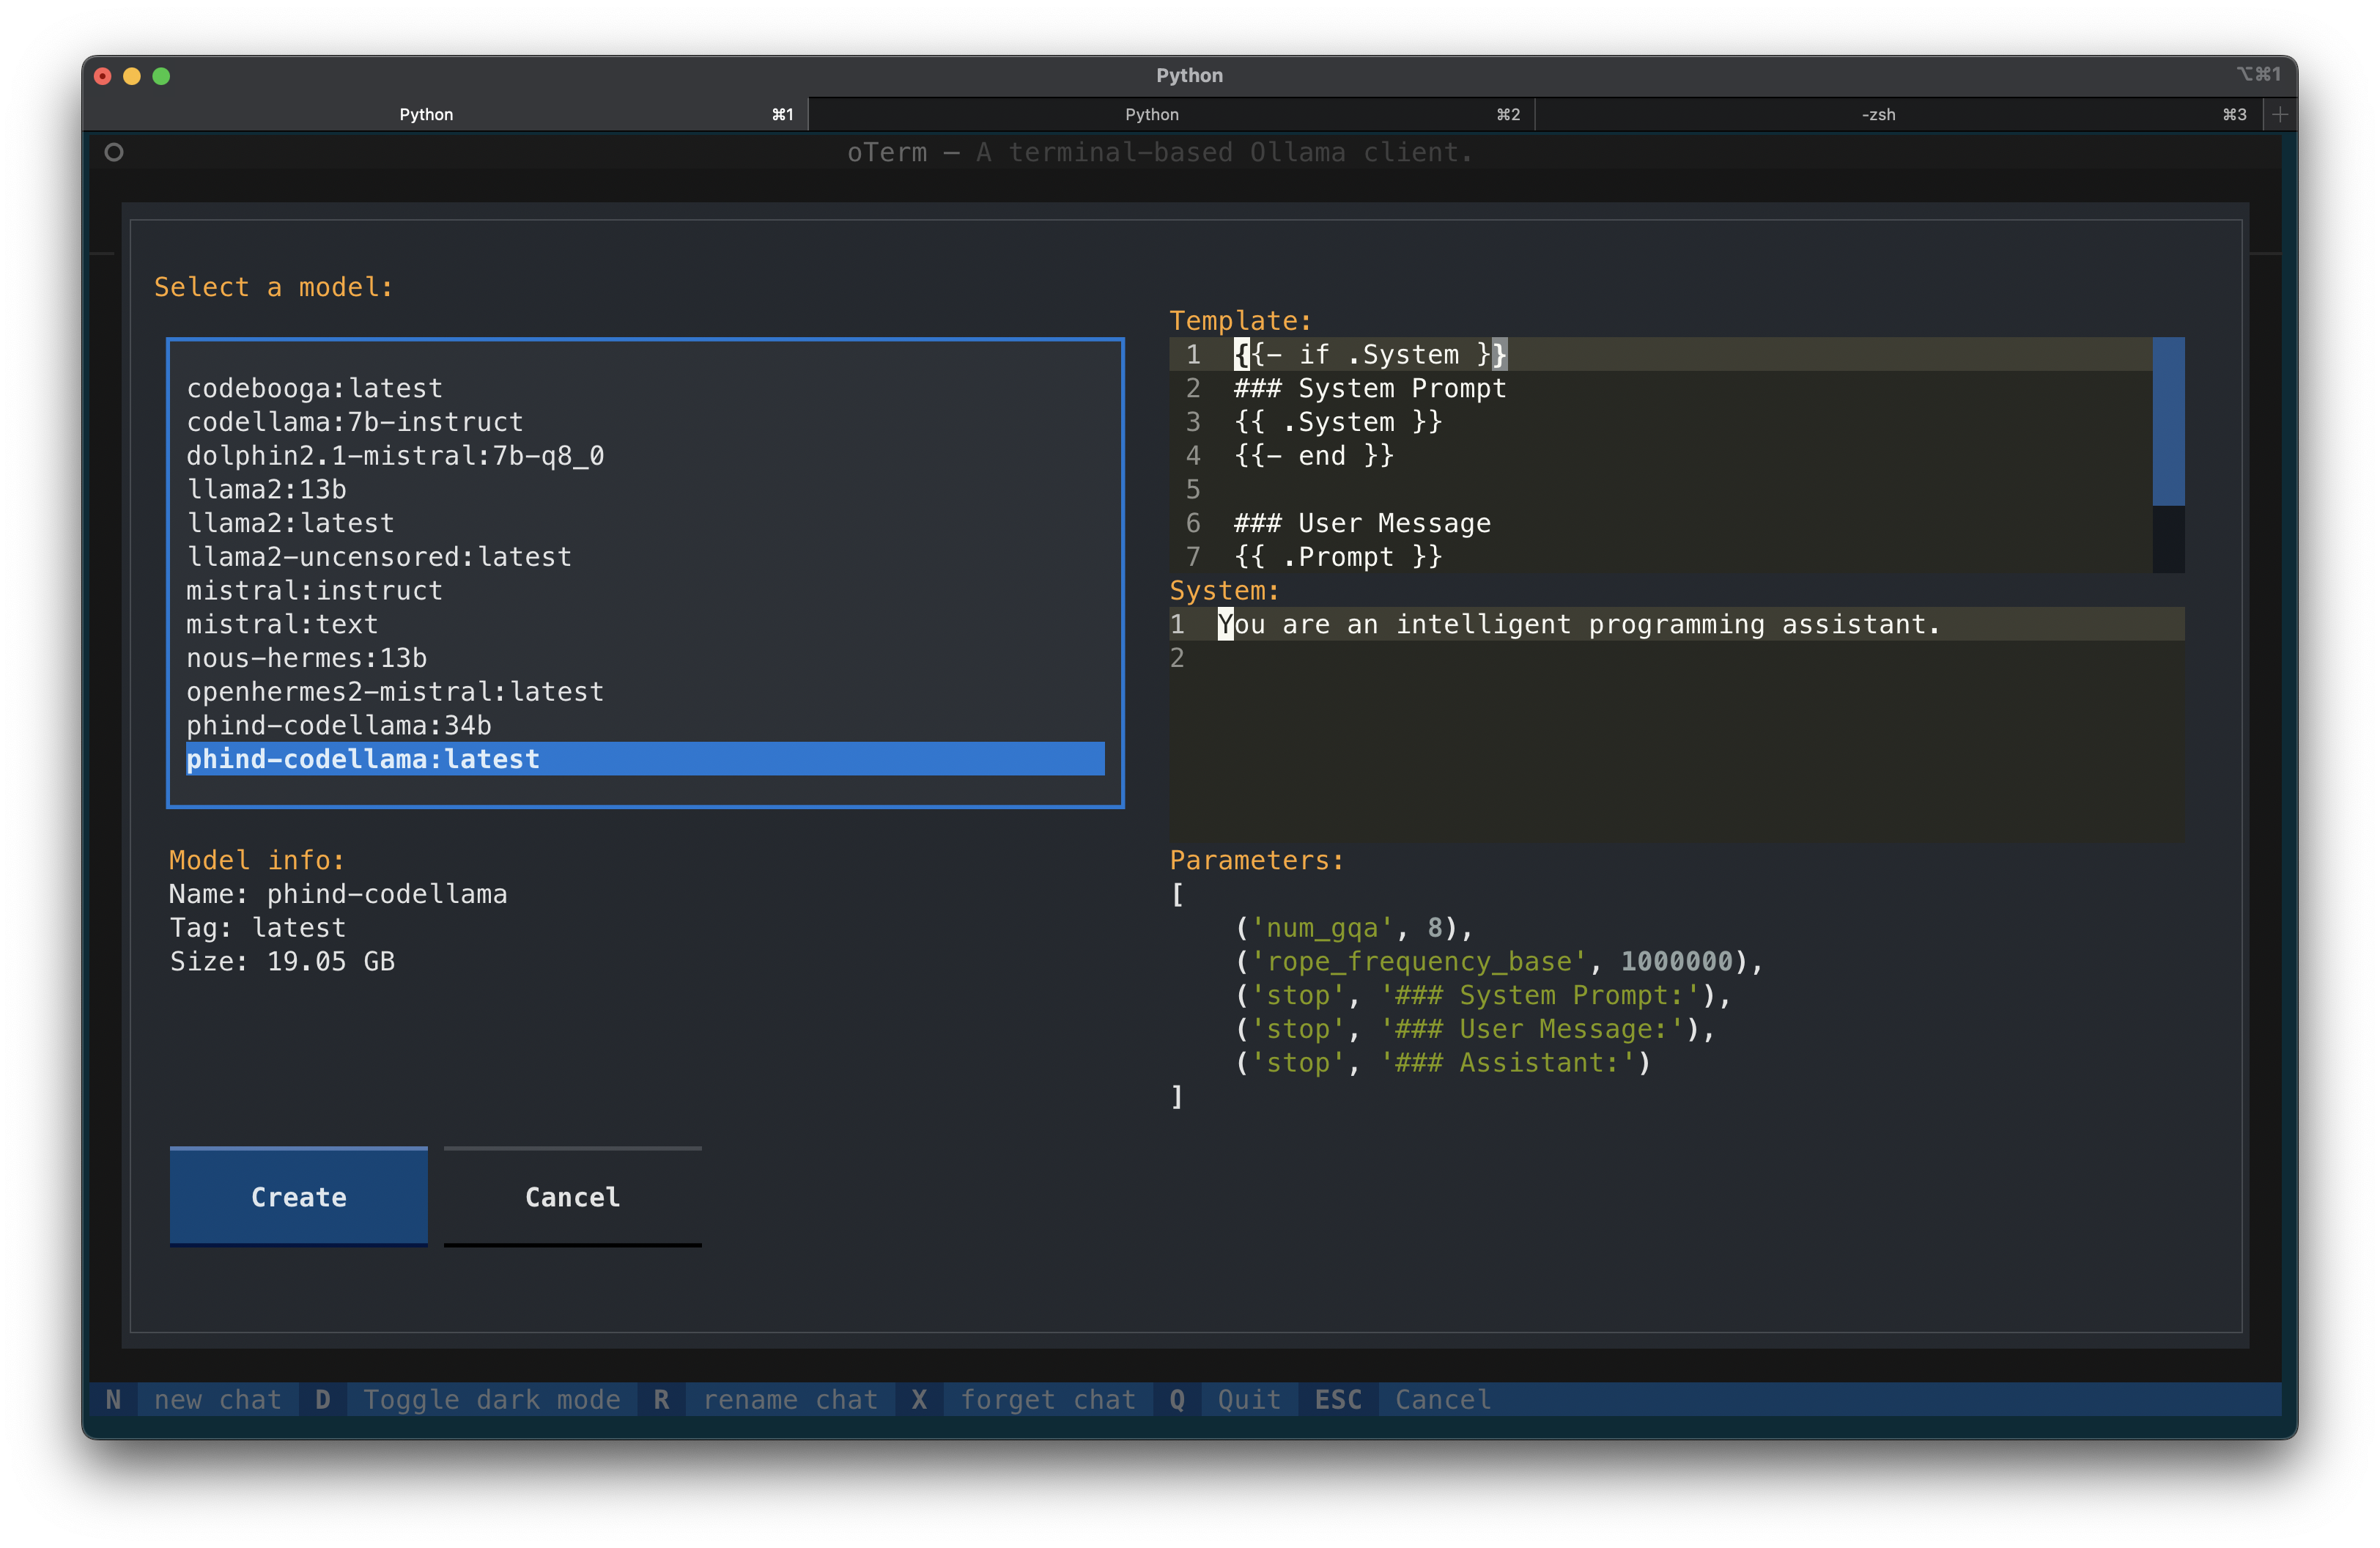 Python
⌥⌘1
Python ⌘1 Python ⌘2 -zsh ⌘3 +
oTerm — A terminal-based Ollama client.
Select a model:
codebooga:latest
codellama:7b-instruct
dolphin2.1-mistral:7b-q8_0
llama2:13b
llama2:latest
llama2-uncensored:latest
mistral:instruct
mistral:text
nous-hermes:13b
openhermes2-mistral:latest
phind-codellama:34b
phind-codellama:latest
Model info:
Name: phind-codellama
Tag: latest
Size: 19.05 GB
Create
Cancel
Template:
1 {{- if .System }}
2 ### System Prompt
3 {{ .System }}
4 {{- end }}
5
6 ### User Message
7 {{ .Prompt }}
System:
1 You are an intelligent programming assistant.
2
Parameters:
[
('num_gqa', 8),
('rope_frequency_base', 1000000),
('stop', '### System Prompt:'),
('stop', '### User Message:'),
('stop', '### Assistant:')
]
N new chat D Toggle dark mode R rename chat X forget chat Q Quit ESC Cancel